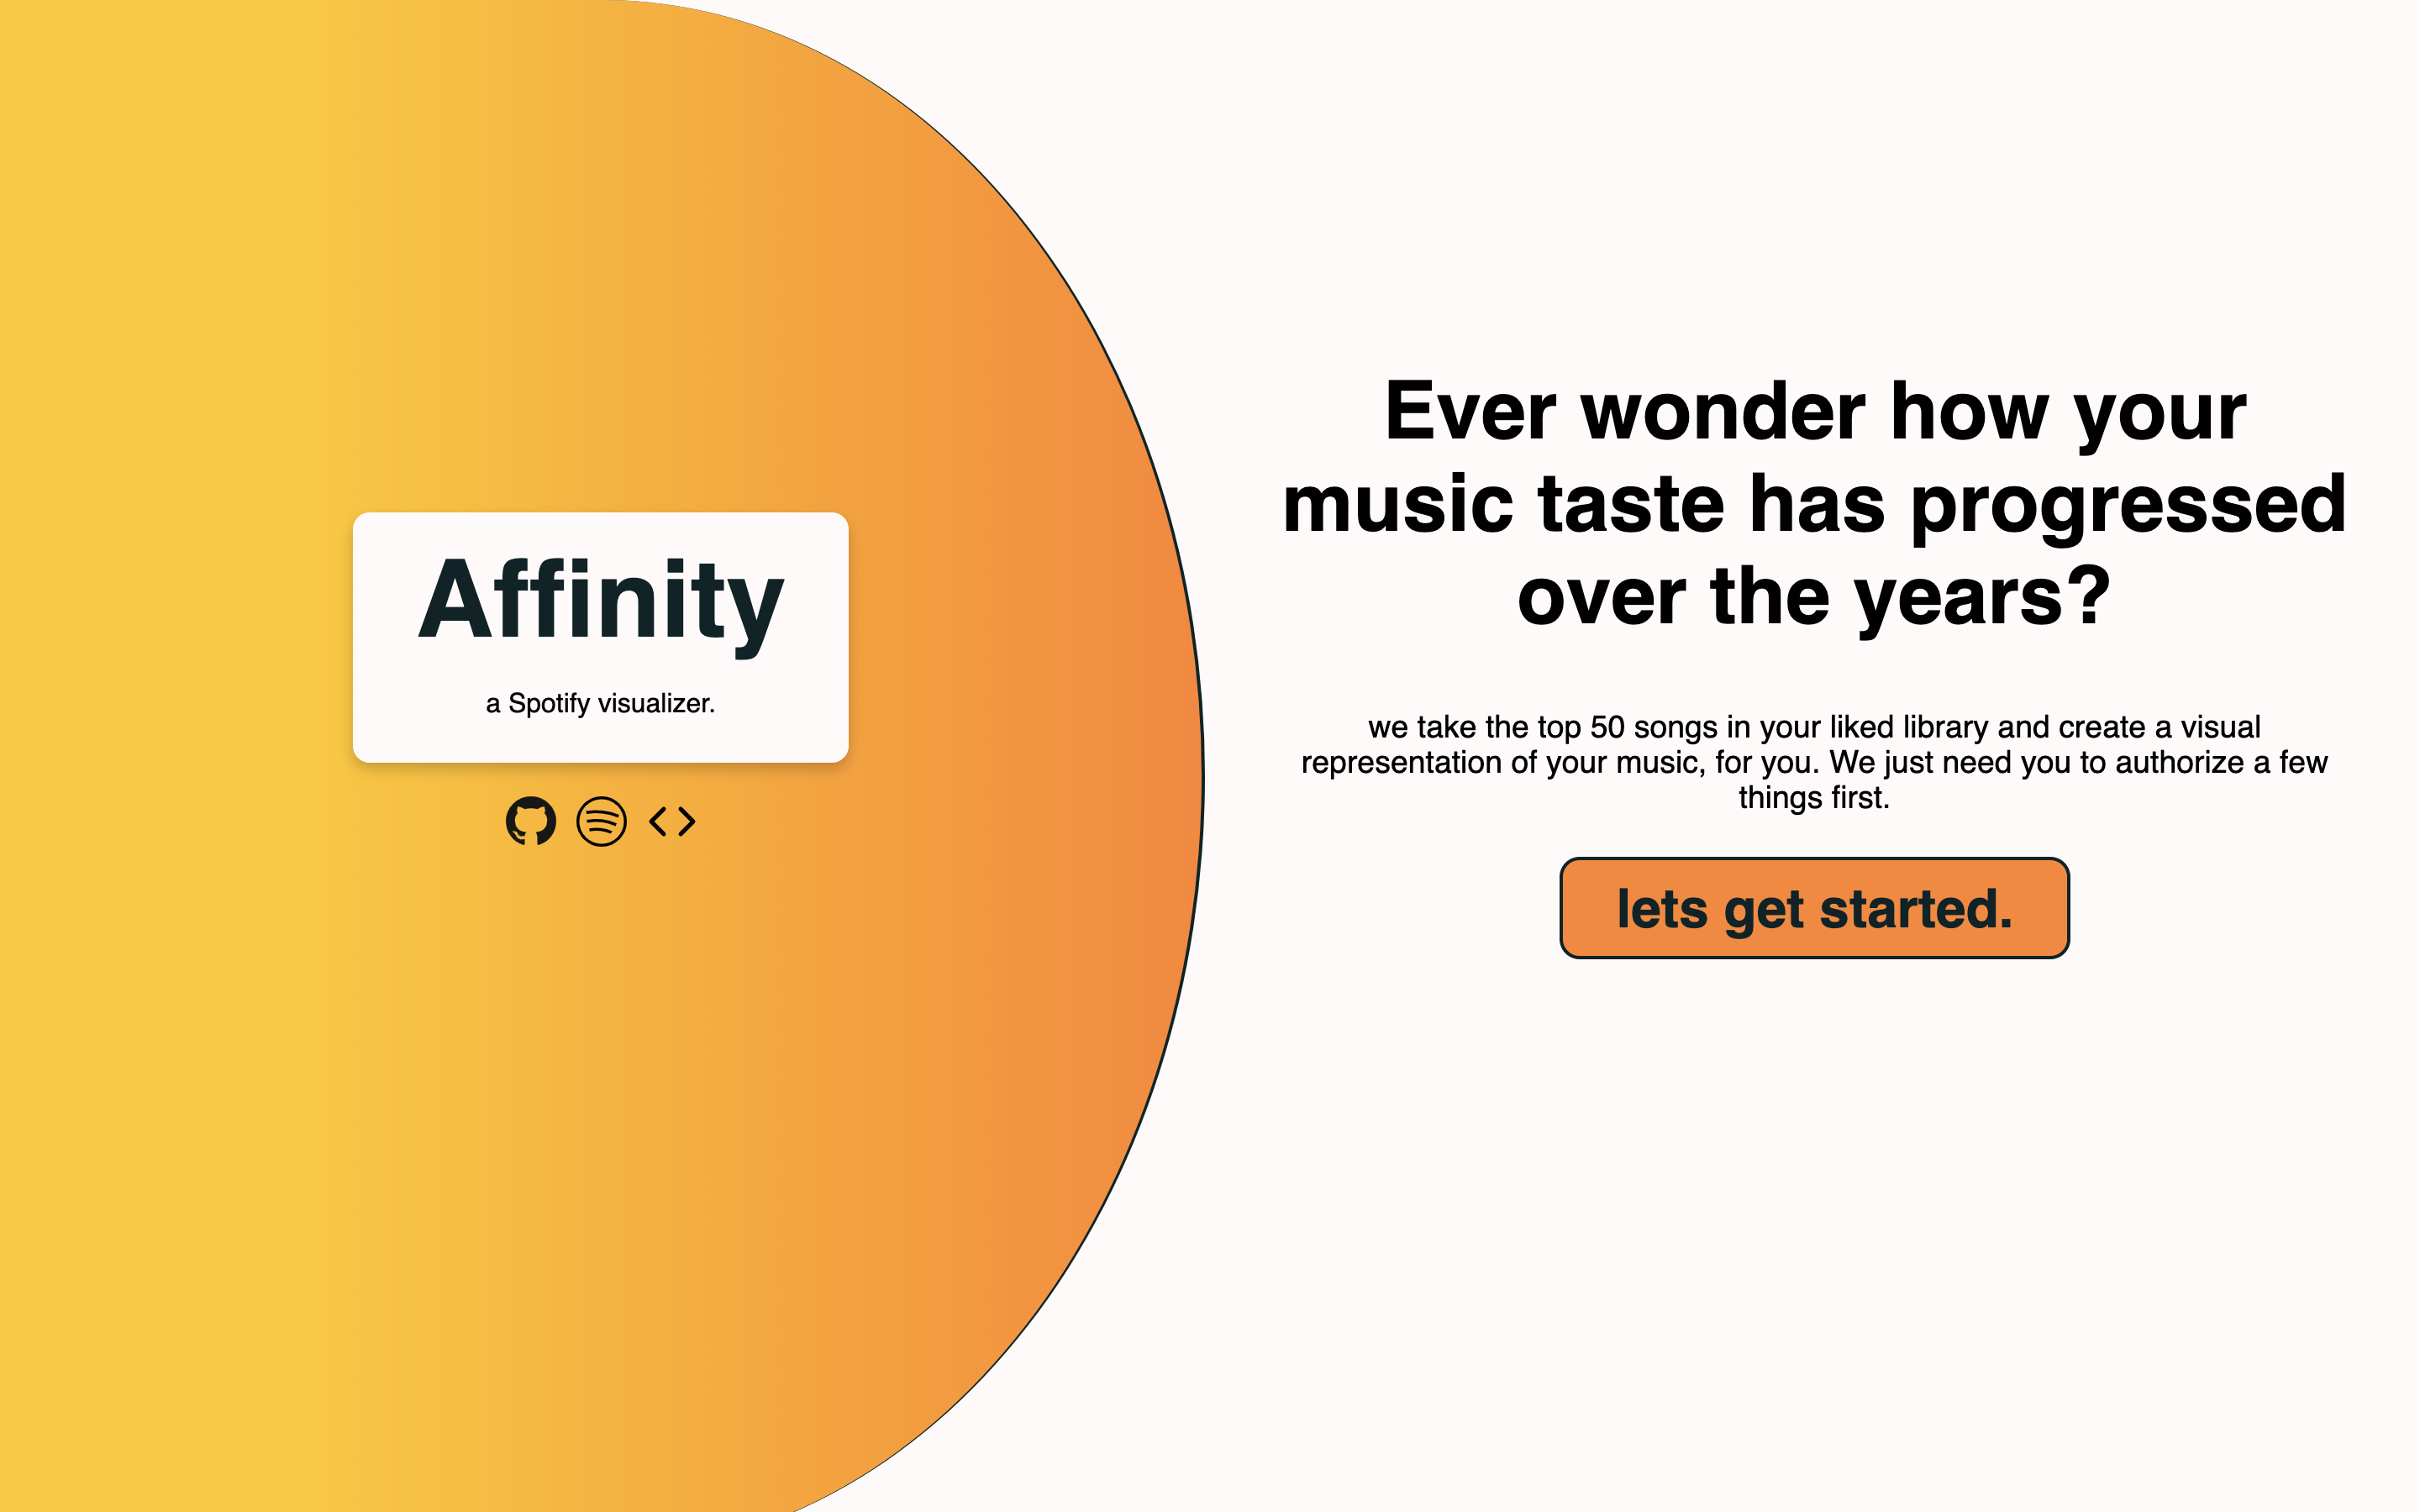 Affinity
a Spotify visualizer.
Ever wonder how your
music taste has progressed
over the years?
we take the top 50 songs in your liked library and create a visual
representation of your music, for you. We just need you to authorize a few
things first.
lets get started.